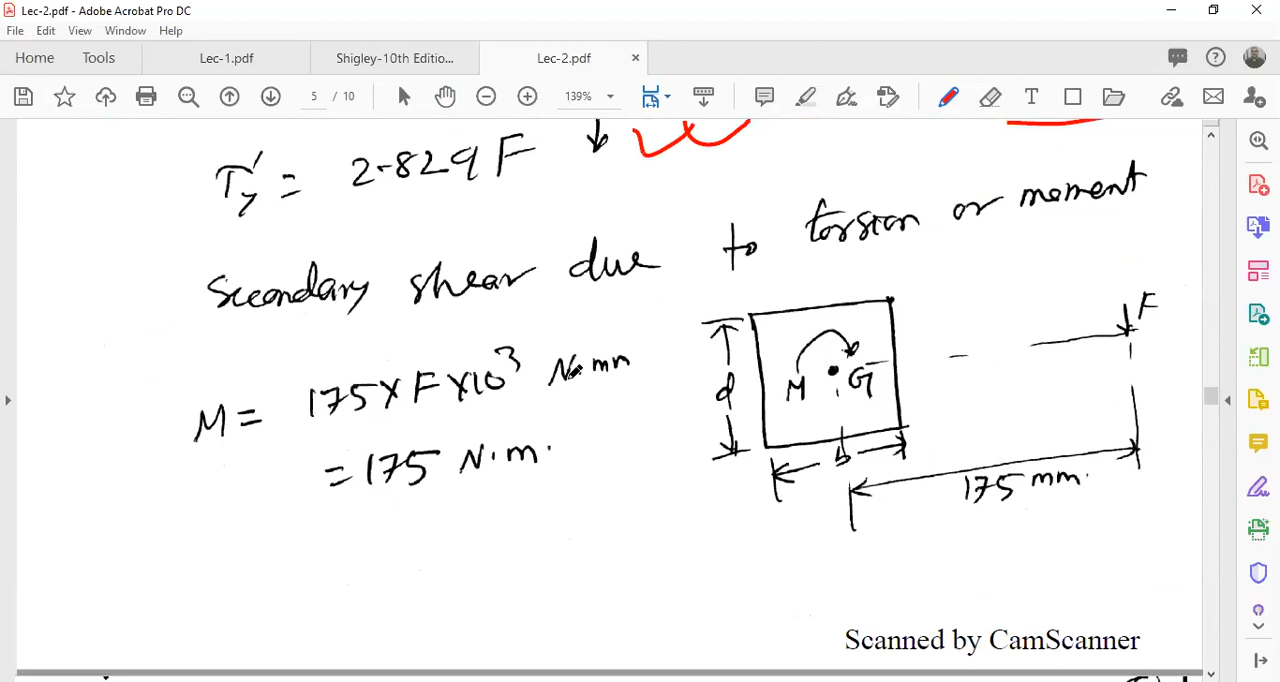 Lec-2.pdf - Adobe Acrobat Pro DC
File Edit View Window Help
Home Tools Lec-1.pdf Shigley-10th Editio... Lec-2.pdf ×
5 / 10 139%
τ'y = 2.829 F ↓
Secondary shear due to torsion or moment
F
M = 175 × F × 10³ N·mm
= 175 N·m.
d
M G
b
175 mm.
Scanned by CamScanner